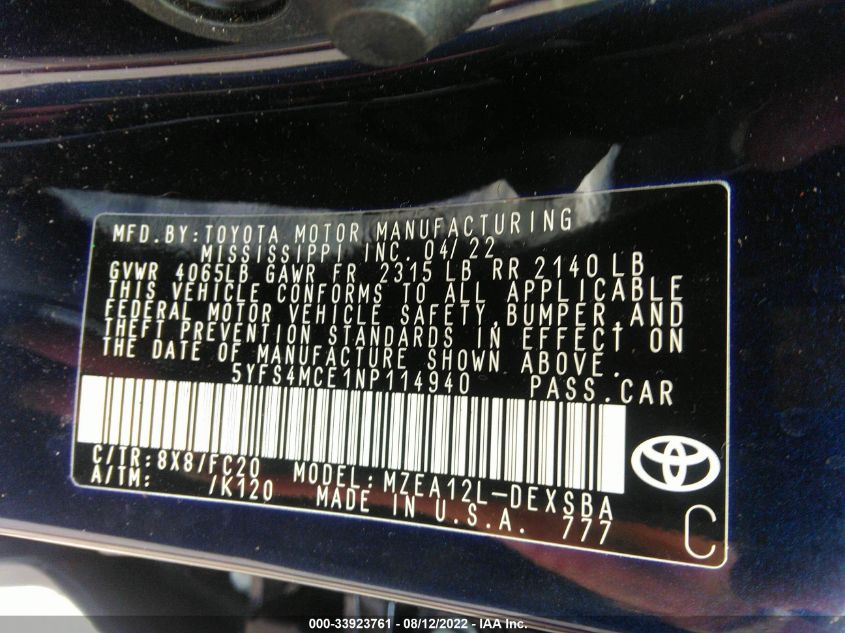 MFD.BY:TOYOTA MOTOR MANUFACTURING
MISSISSIPPI INC. 04/22
GVWR 4065LB GAWR FR 2315 LB RR 2140 LB
THIS VEHICLE CONFORMS TO ALL APPLICABLE
FEDERAL MOTOR VEHICLE SAFETY,BUMPER,AND
THEFT PREVENTION STANDARDS IN EFFECT ON
THE DATE OF MANUFACTURE SHOWN ABOVE.
5YFS4MCE1NP114940 PASS.CAR
C/TR:8X8/FC20 MODEL:MZEA12L-DEXSBA
A/TM: /K120 MADE IN U.S.A. 777
C
000-33923761 - 08/12/2022 - IAA Inc.